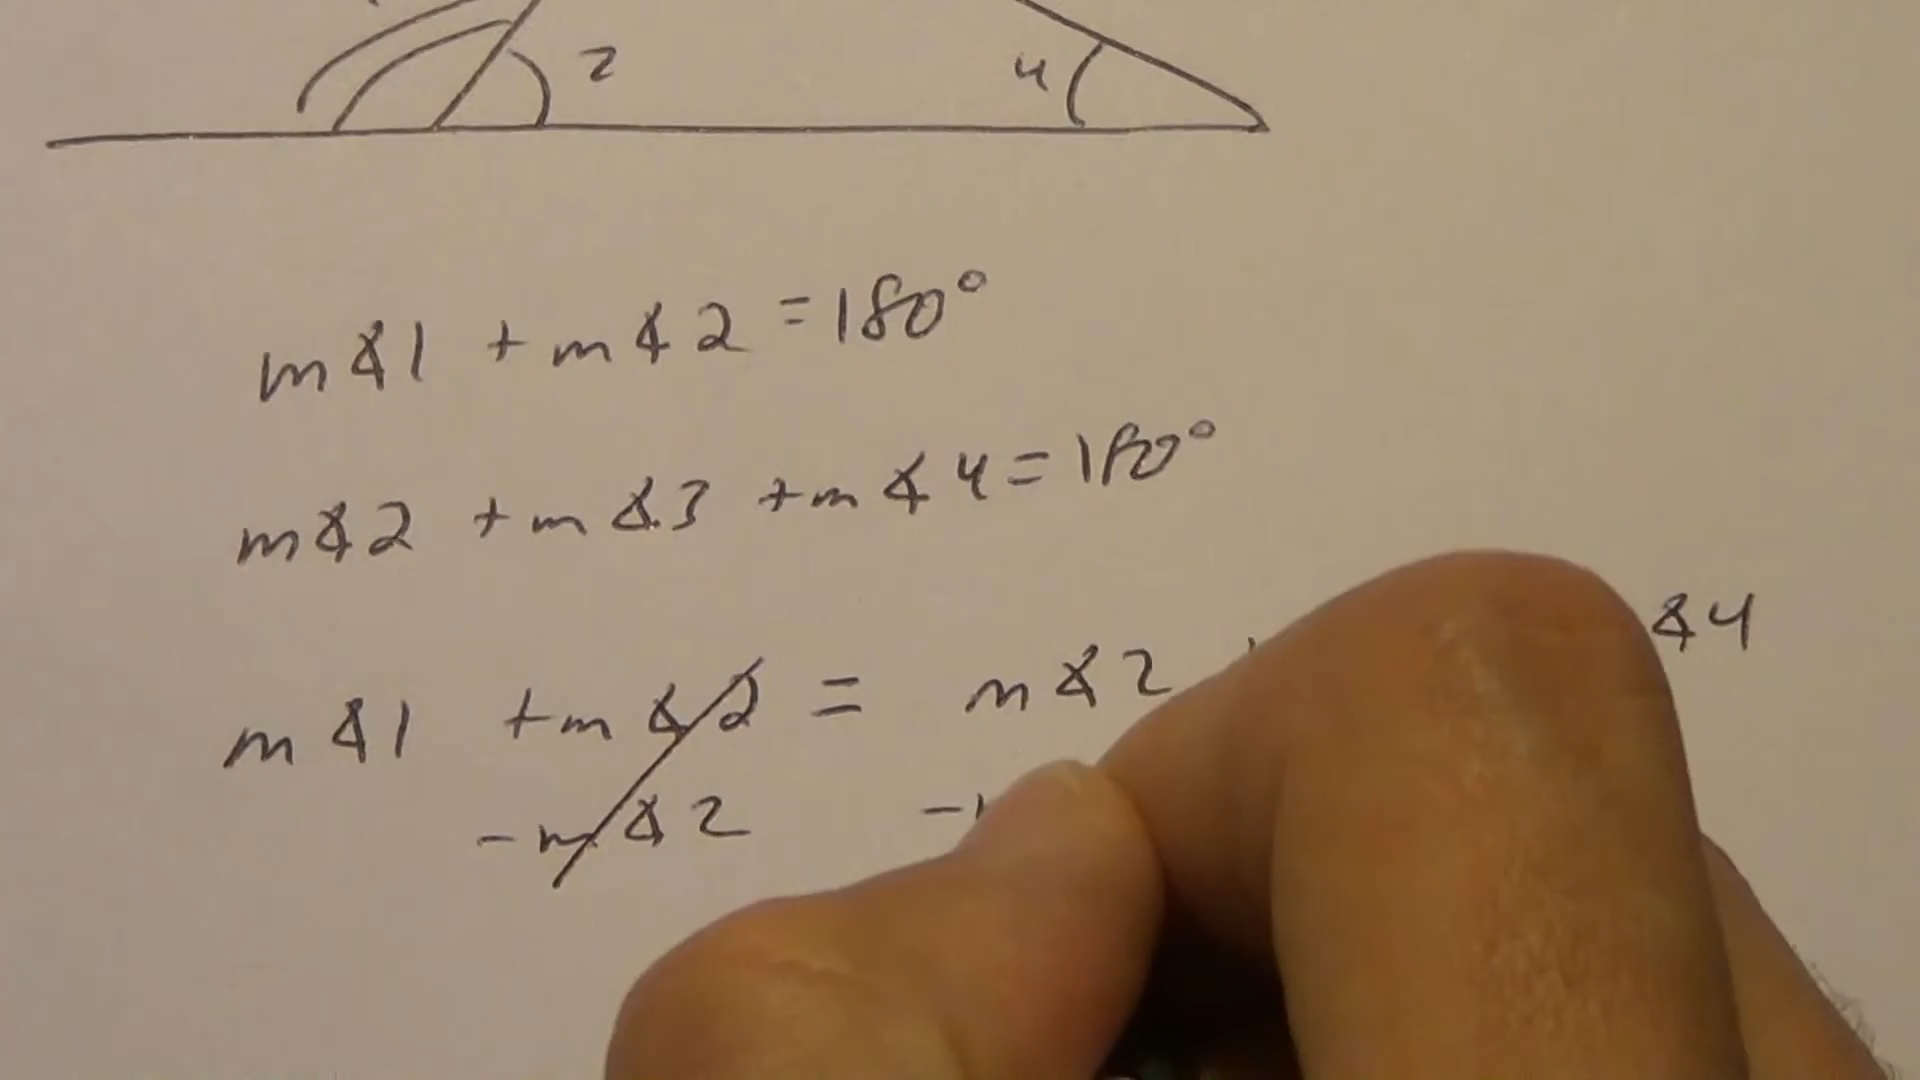 2 4
m∡1 + m∡2 = 180°
m∡2 + m∡3 + m∡4 = 180°
m∡1 + m∡2 = m∡2 ∡4
- m∡2 -